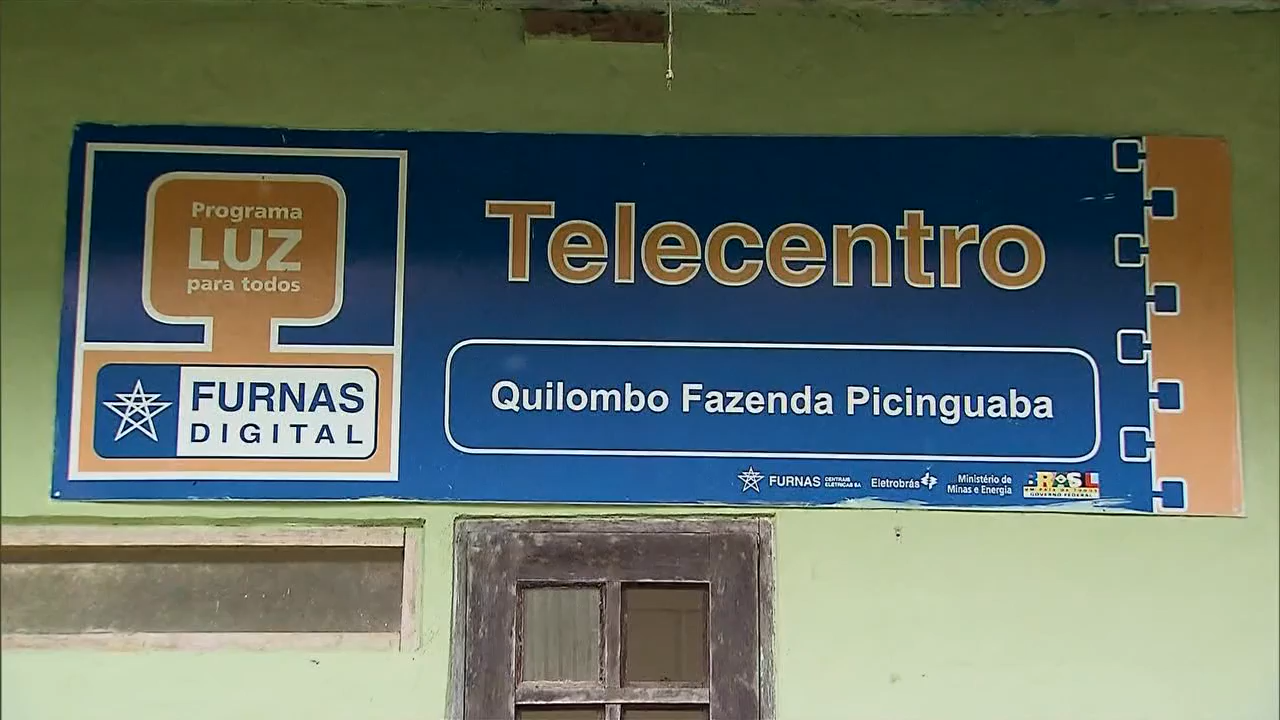 Programa
LUZ
para todos
FURNAS
DIGITAL
Telecentro
Quilombo Fazenda Picinguaba
FURNAS CENTRAIS
ELÉTRICAS SA
Eletrobrás
Ministério de
Minas e Energia
BRASIL
UM PAÍS DE TODOS
GOVERNO FEDERAL